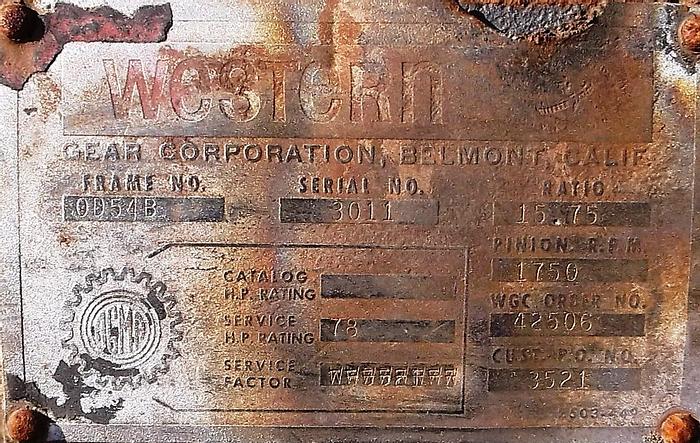 Western
GEAR CORPORATION, BELMONT, CALIF.
FRAME NO. SERIAL NO. RATIO
0D54B 3011 15.75
PINION R.P.M.
1750
CATALOG
H.P. RATING
WGC ORDER NO.
42506
SERVICE
H.P. RATING 78
CUST. P.O. NO.
3521
SERVICE
FACTOR
AGMA